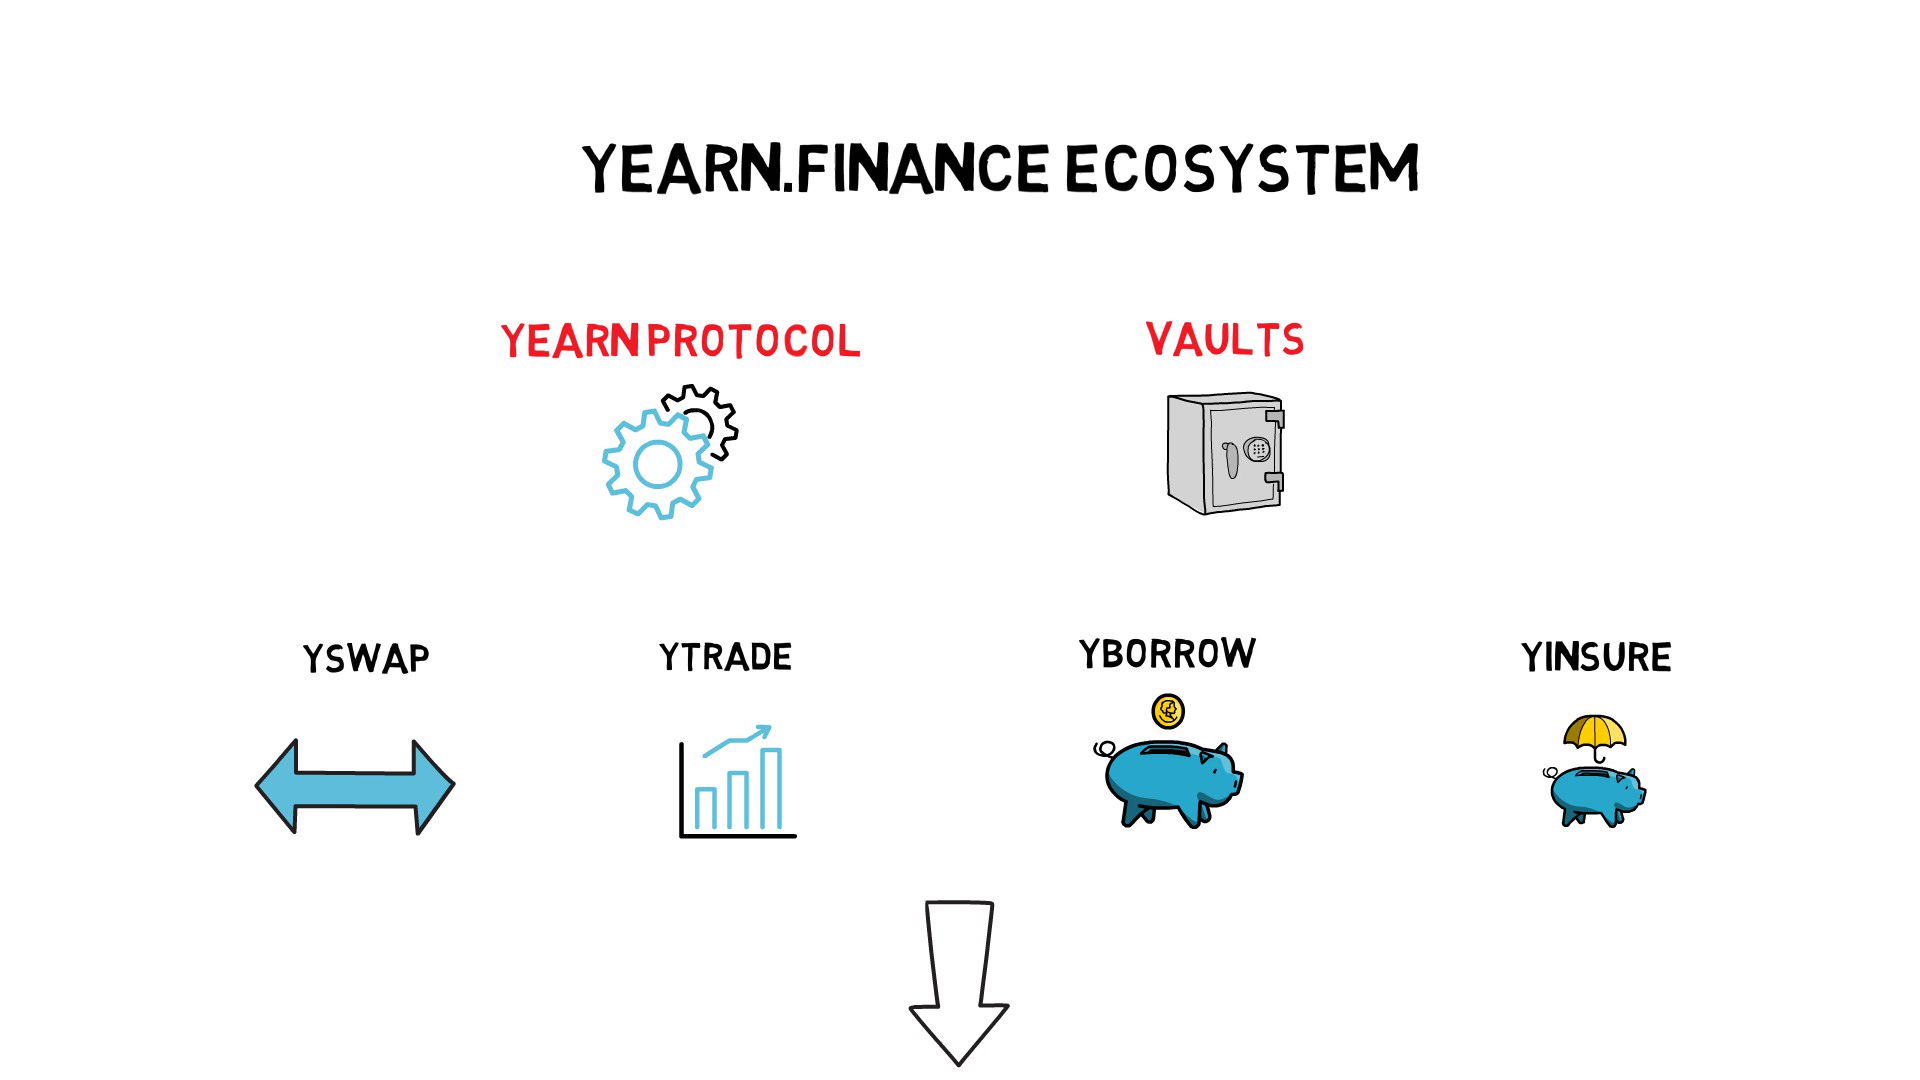 YEARN.FINANCE ECOSYSTEM
YEARN PROTOCOL
VAULTS
YSWAP
YTRADE
YBORROW
YINSURE